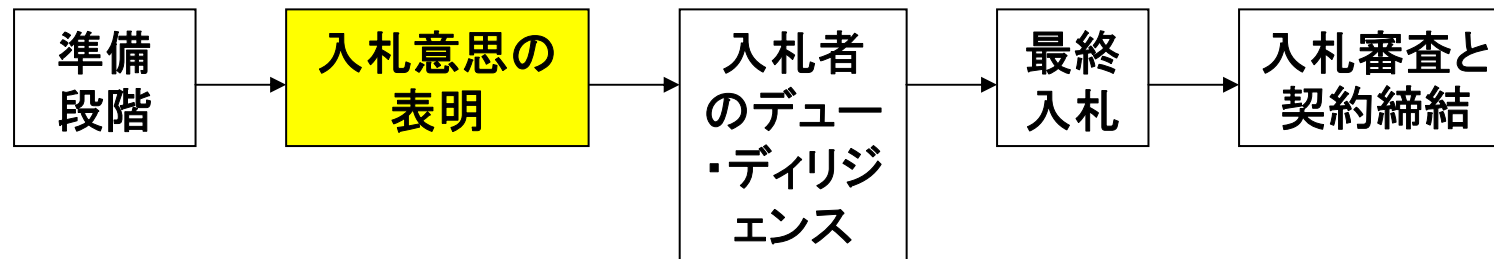 準備
段階
入札意思の
表明
入札者
のデュー
・ディリジ
ェンス
最終
入札
入札審査と
契約締結